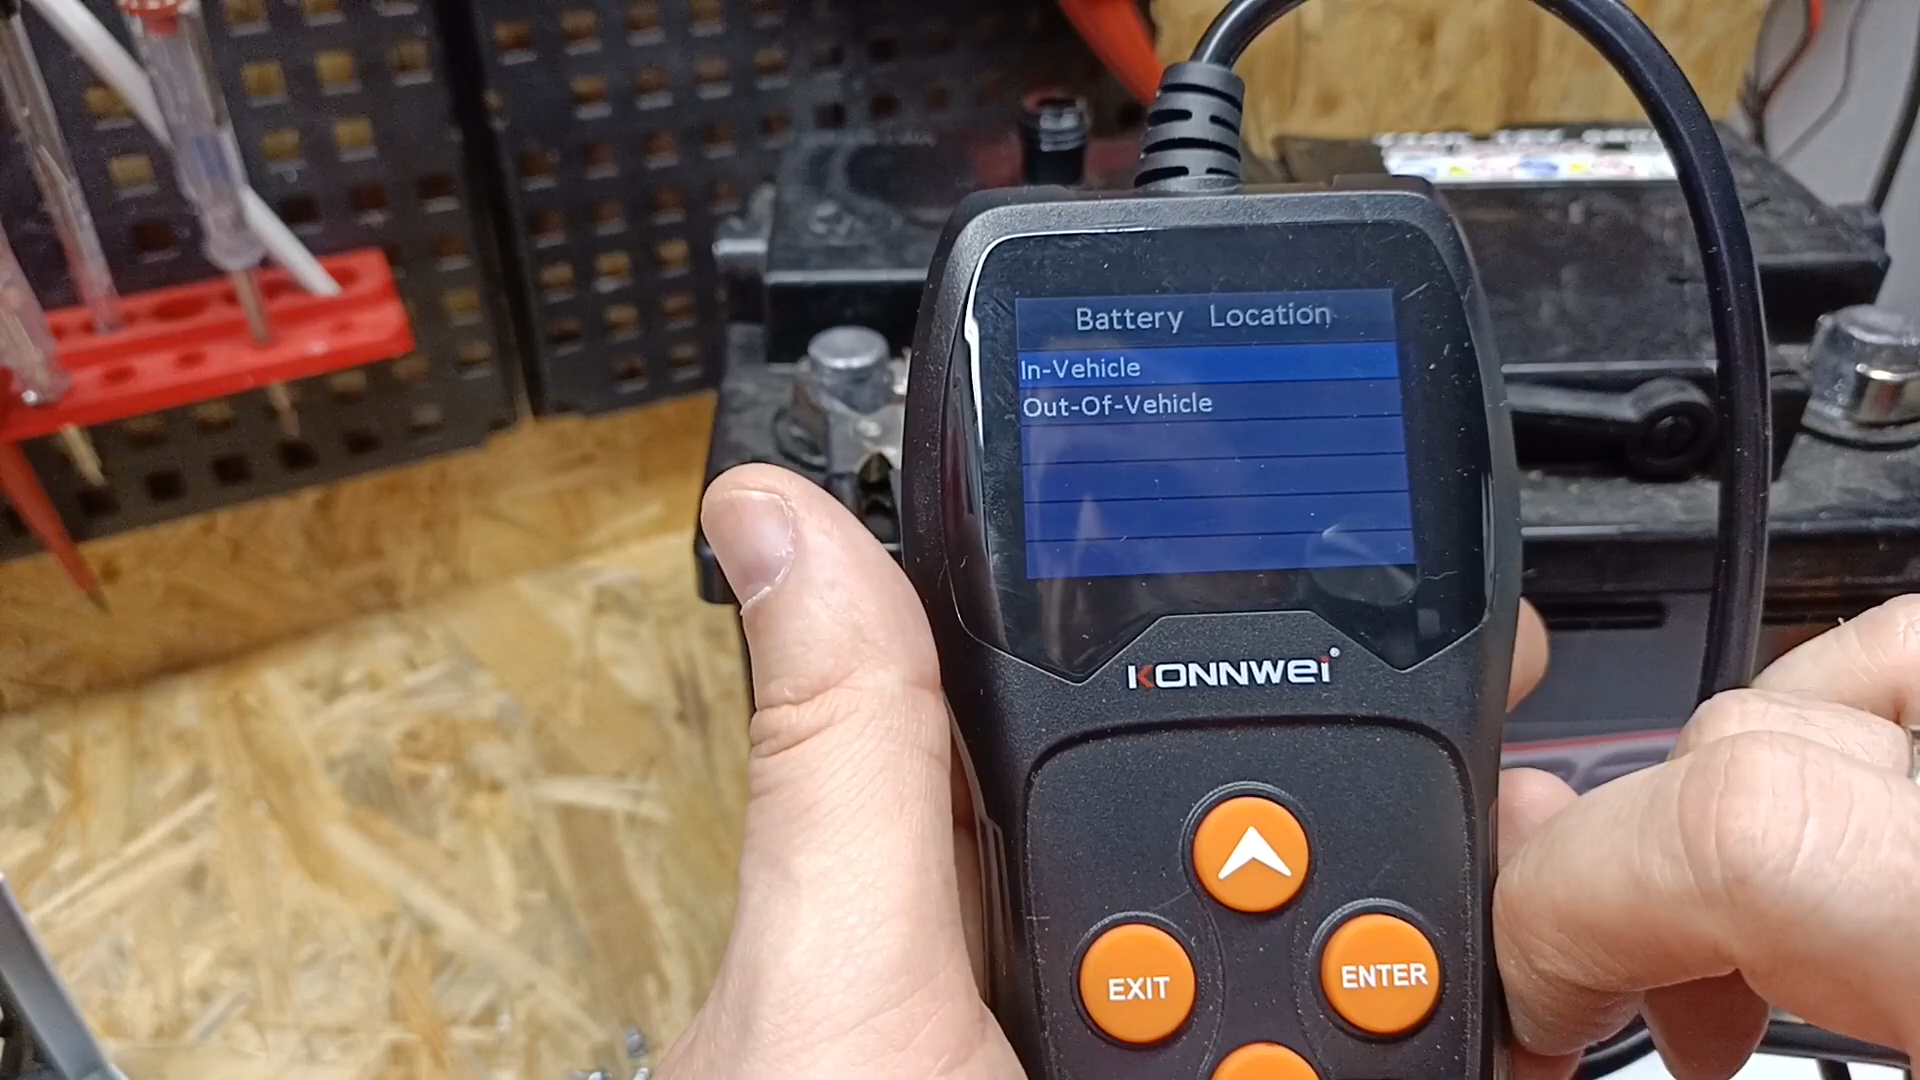 Battery Location
In-Vehicle
Out-Of-Vehicle
KONNWEI®
EXIT
ENTER